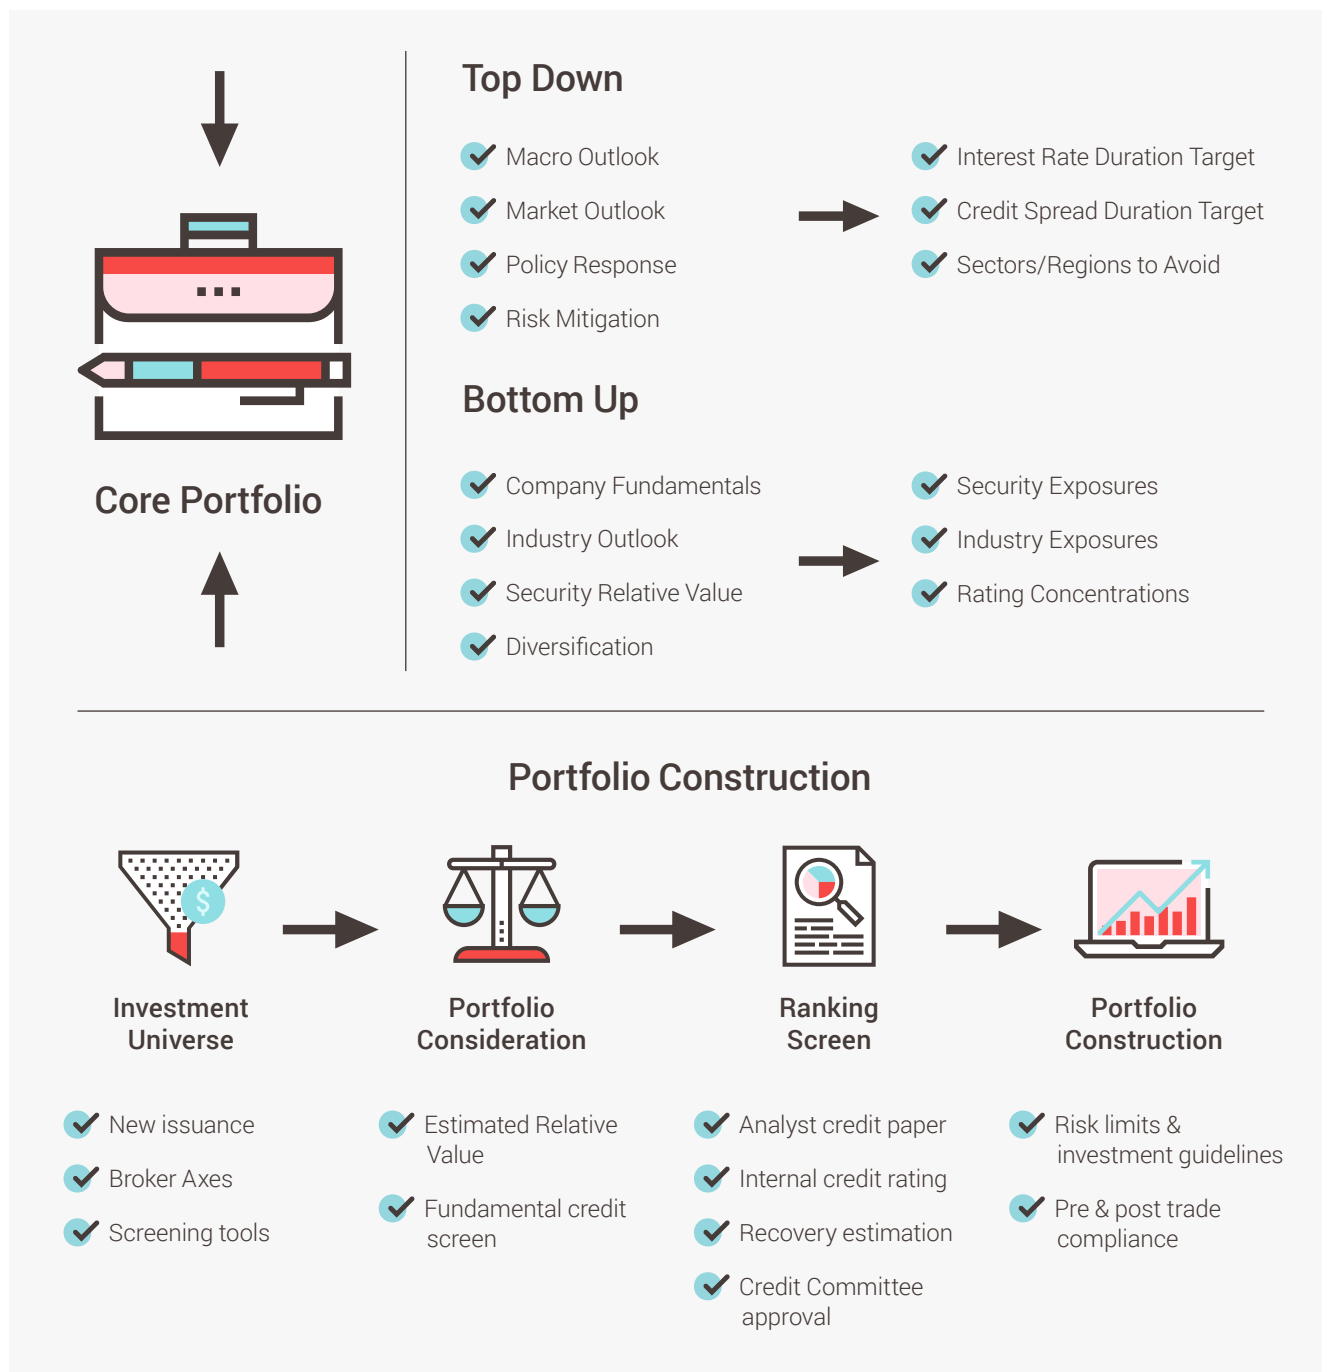 Top Down
Macro Outlook
Market Outlook
Policy Response
Risk Mitigation
Interest Rate Duration Target
Credit Spread Duration Target
Sectors/Regions to Avoid
Core Portfolio
Bottom Up
Company Fundamentals
Industry Outlook
Security Relative Value
Diversification
Security Exposures
Industry Exposures
Rating Concentrations
Portfolio Construction
$
Investment
Universe
New issuance
Broker Axes
Screening tools
Portfolio
Consideration
Estimated Relative
Value
Fundamental credit
screen
Ranking
Screen
Analyst credit paper
Internal credit rating
Recovery estimation
Credit Committee
approval
Portfolio
Construction
Risk limits &
investment guidelines
Pre & post trade
compliance